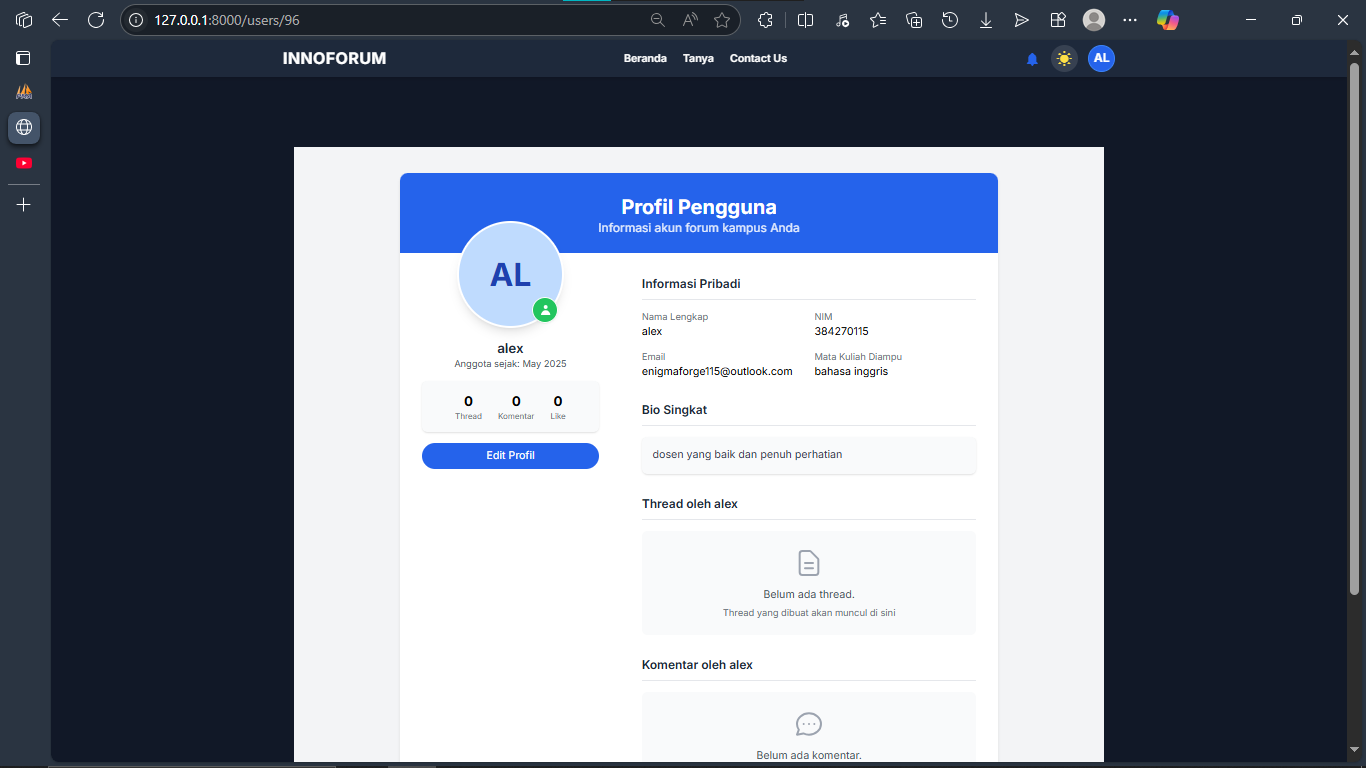 127.0.0.1:8000/users/96
INNOFORUM
Beranda Tanya Contact Us
AL
Profil Pengguna
Informasi akun forum kampus Anda
AL
alex
Anggota sejak: May 2025
0 0 0
Thread Komentar Like
Edit Profil
Informasi Pribadi
Nama Lengkap NIM
alex 384270115
Email Mata Kuliah Diampu
enigmaforge115@outlook.com bahasa inggris
Bio Singkat
dosen yang baik dan penuh perhatian
Thread oleh alex
Belum ada thread.
Thread yang dibuat akan muncul di sini
Komentar oleh alex
Belum ada komentar.